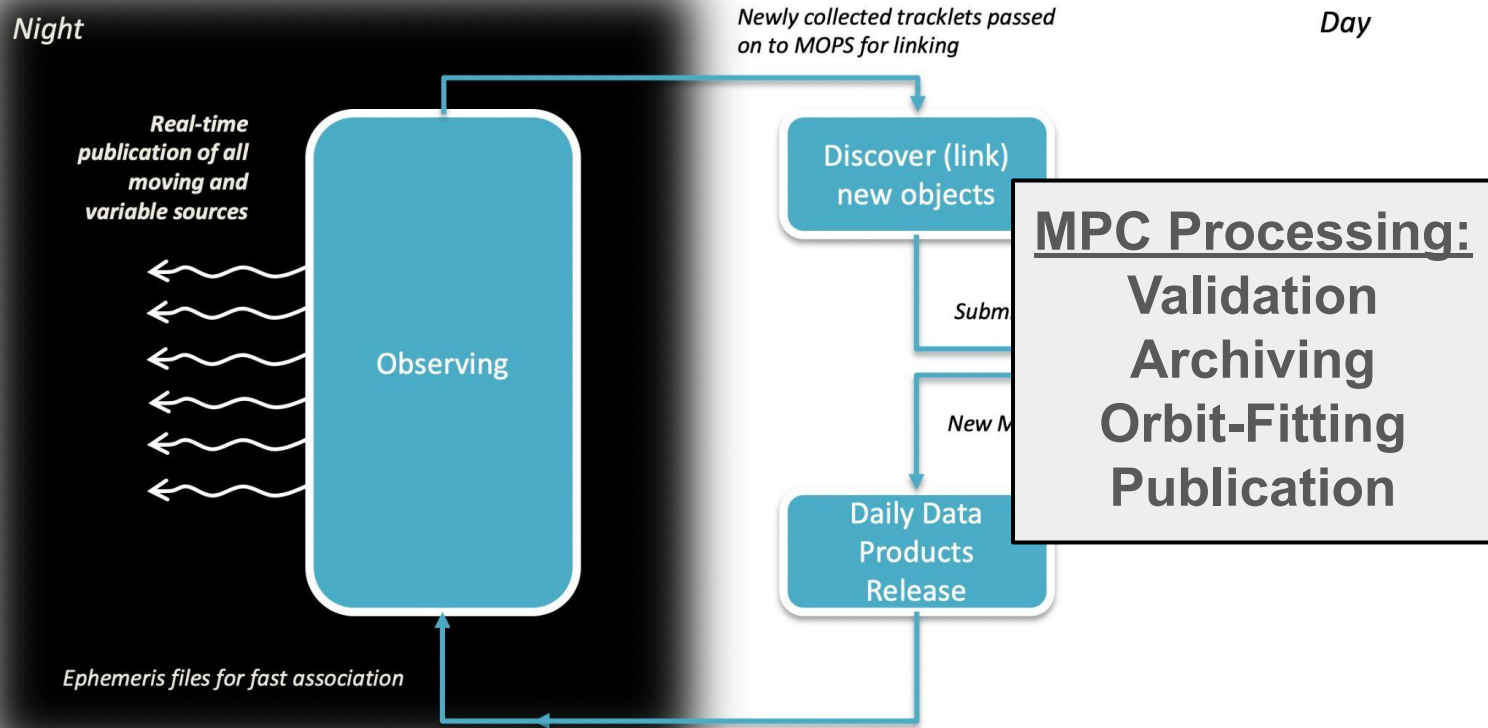 Night
Newly collected tracklets passed
on to MOPS for linking
Day
Real-time
publication of all
moving and
variable sources
Observing
Discover (link)
new objects
MPC Processing:
Validation
Archiving
Orbit-Fitting
Publication
New
Daily Data
Products
Release
Ephemeris files for fast association